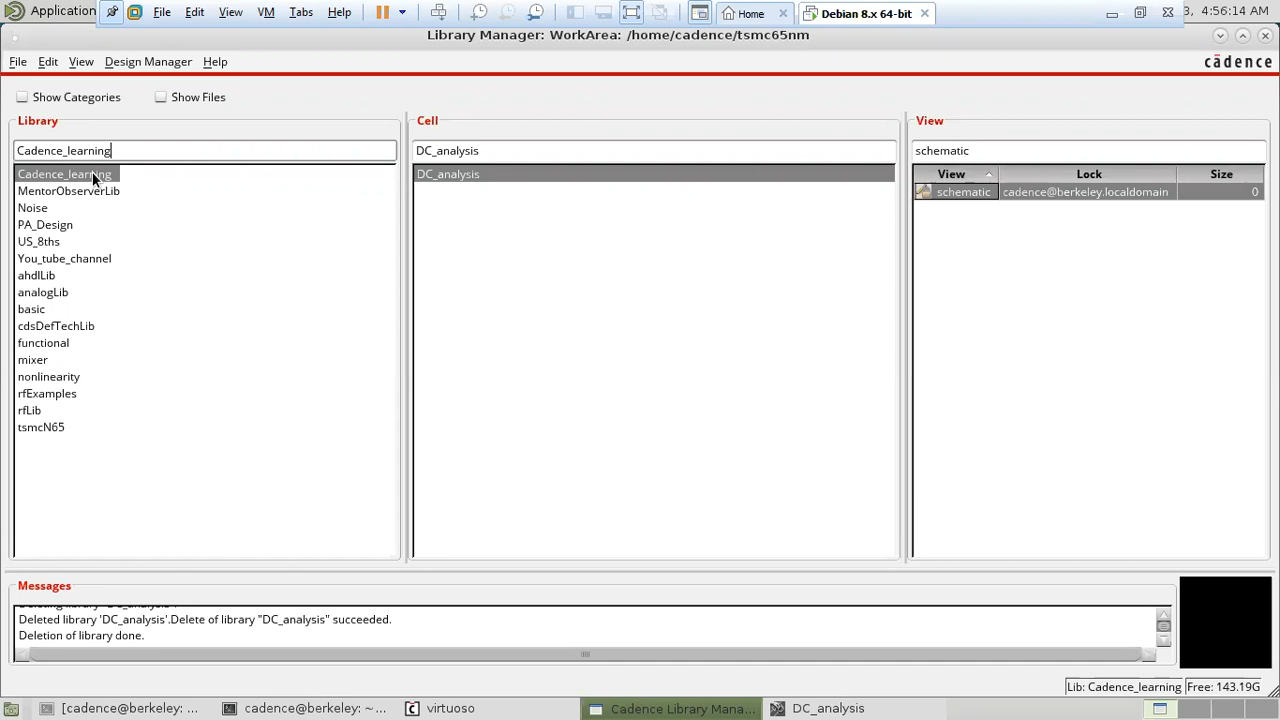 Application File Edit View VM Tabs Help Home Debian 8.x 64-bit 3, 4:56:14 AM
Library Manager: WorkArea: /home/cadence/tsmc65nm
File Edit View Design Manager Help cādence
Show Categories Show Files
Library Cell View
Cadence_learning DC_analysis schematic
Cadence_learning DC_analysis View Lock Size
MentorObserverLib schematic cadence@berkeley.localdomain 0
Noise
PA_Design
US_8ths
You_tube_channel
ahdlLib
analogLib
basic
cdsDefTechLib
functional
mixer
nonlinearity
rfExamples
rfLib
tsmcN65
Messages
Deleted library 'DC_analysis'.Delete of library "DC_analysis" succeeded.
Deletion of library done.
Lib: Cadence_learning Free: 143.19G
[cadence@berkeley: ... cadence@berkeley: ~... virtuoso Cadence Library Mana... DC_analysis